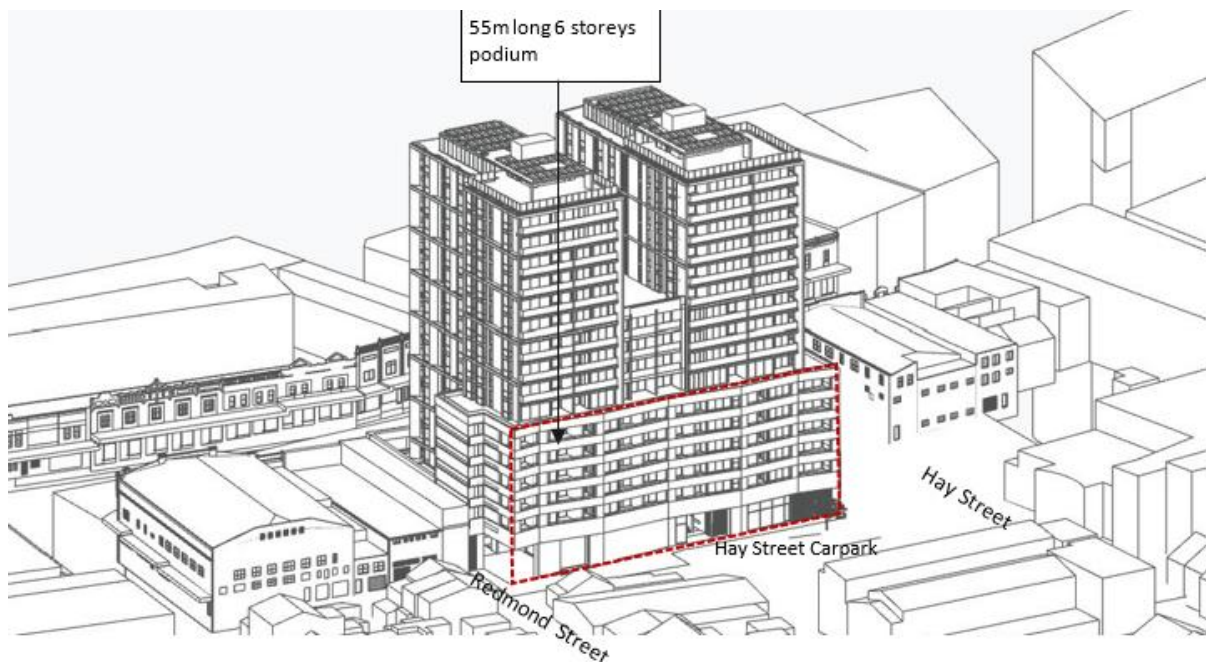 55m long 6 storeys
podium
Hay Street
Hay Street Carpark
Redmond Street